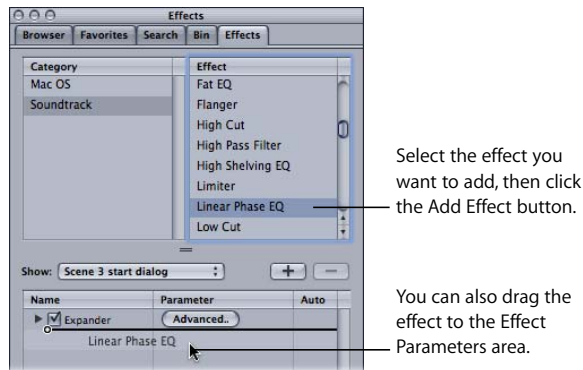 Effects
Browser Favorites Search Bin Effects
Category Effect
Mac OS Fat EQ
Soundtrack Flanger
High Cut
High Pass Filter
High Shelving EQ
Limiter
Linear Phase EQ
Low Cut
Select the effect you
want to add, then click
the Add Effect button.
Show: Scene 3 start dialog + −
Name Parameter Auto
Expander Advanced..
Linear Phase EQ
You can also drag the
effect to the Effect
Parameters area.